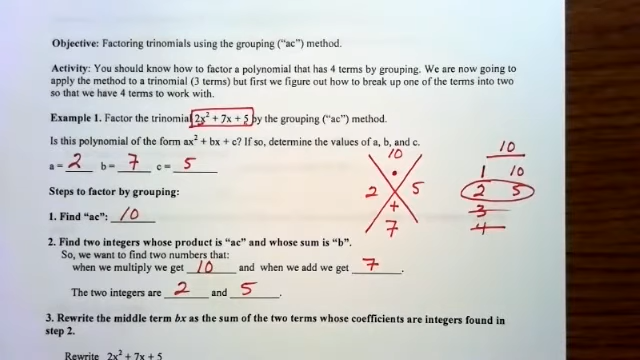 Objective: Factoring trinomials using the grouping ("ac") method.
Activity: You should know how to factor a polynomial that has 4 terms by grouping. We are now going to
apply the method to a trinomial (3 terms) but first we figure out how to break up one of the terms into two
so that we have 4 terms to work with.
Example 1. Factor the trinomial 2x² + 7x + 5 by the grouping ("ac") method.
Is this polynomial of the form ax² + bx + c? If so, determine the values of a, b, and c.
a = 2 b = 7 c = 5
Steps to factor by grouping:
1. Find "ac": 10
2. Find two integers whose product is "ac" and whose sum is "b".
So, we want to find two numbers that:
when we multiply we get 10 and when we add we get 7.
The two integers are 2 and 5.
3. Rewrite the middle term bx as the sum of the two terms whose coefficients are integers found in
step 2.
Rewrite 2x² + 7x + 5
10
•
2 5
+
7
10
1 10
2 5
3
4